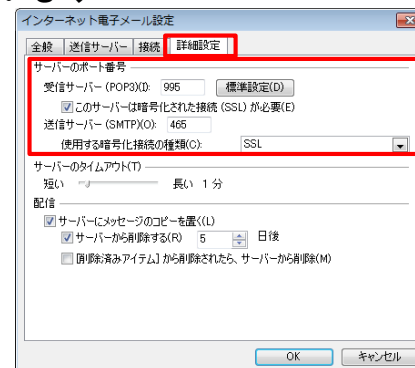 インターネット電子メール設定
全般 送信サーバー 接続 詳細設定
サーバーのポート番号
受信サーバー (POP3)(I): 995 標準設定(D)
このサーバーは暗号化された接続 (SSL) が必要(E)
送信サーバー (SMTP)(O): 465
使用する暗号化接続の種類(C): SSL
サーバーのタイムアウト(T)
短い 長い 1 分
配信
サーバーにメッセージのコピーを置く(L)
サーバーから削除する(R) 5 日後
[削除済みアイテム] から削除されたら、サーバーから削除(M)
OK キャンセル